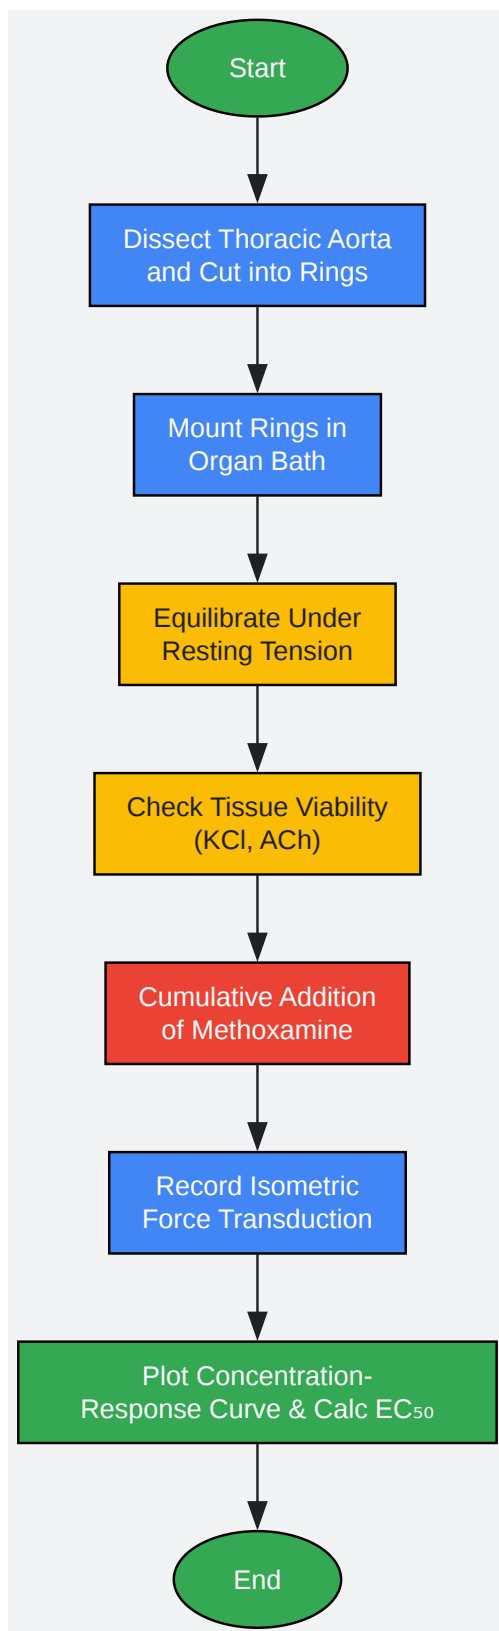 Start
Dissect Thoracic Aorta
and Cut into Rings
Mount Rings in
Organ Bath
Equilibrate Under
Resting Tension
Check Tissue Viability
(KCl, ACh)
Cumulative Addition
of Methoxamine
Record Isometric
Force Transduction
Plot Concentration-
Response Curve & Calc EC₅₀
End